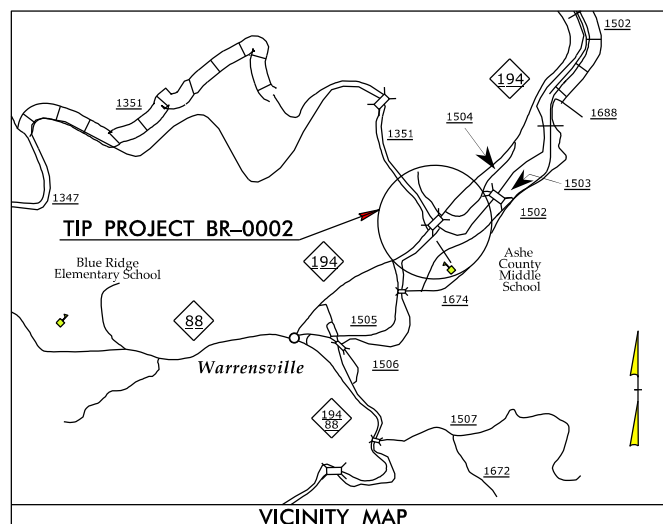 1502
194
1351
1504
1688
1351
1503
1347
1502
TIP PROJECT BR–0002
194
Blue Ridge
Elementary School
Ashe
County
Middle
School
88
1505
1674
Warrensville
1506
194
88
1507
1672
VICINITY MAP